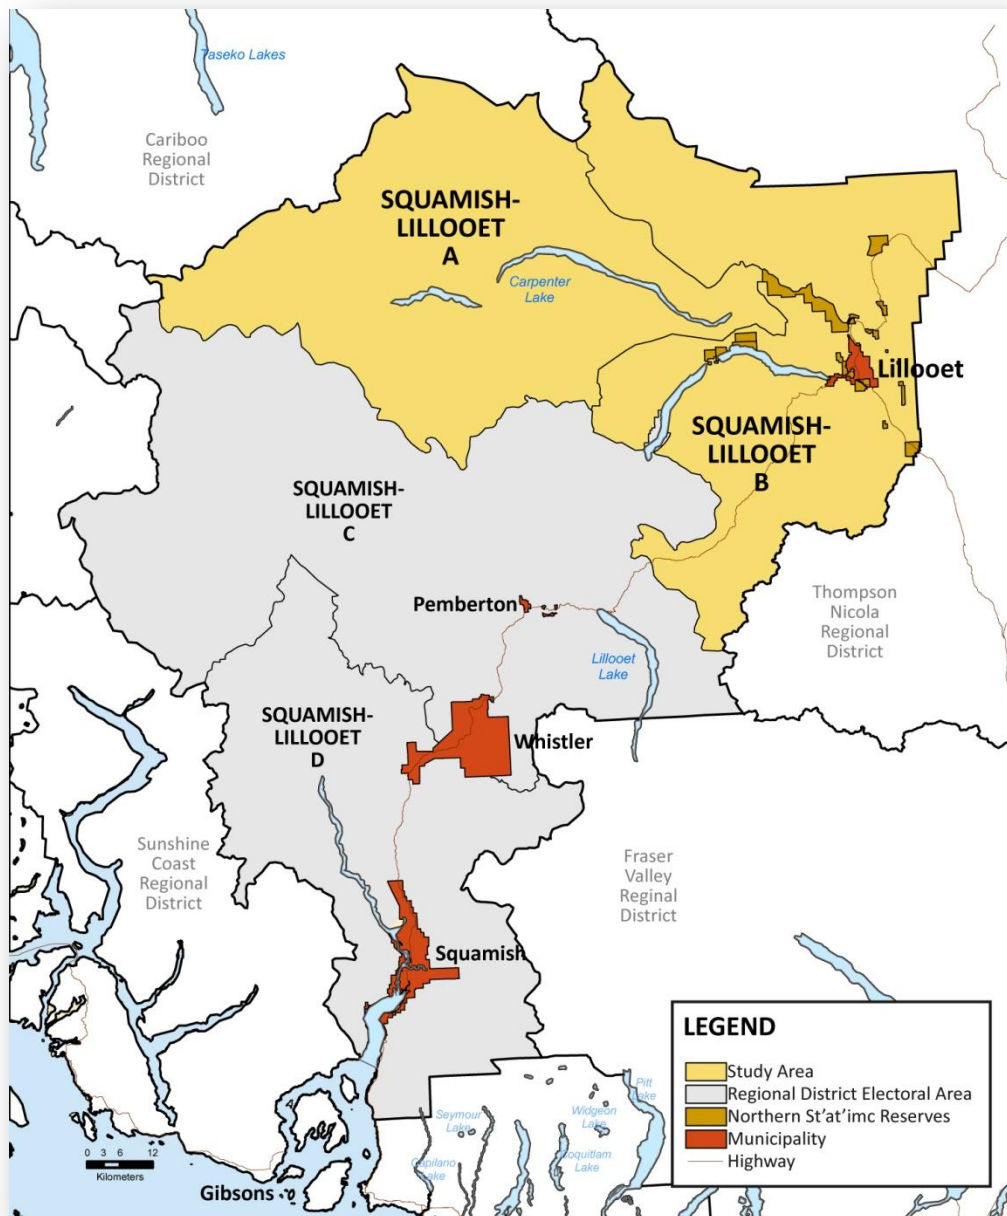 Taseko Lakes
Cariboo
Regional
District
SQUAMISH-
LILLOOET
A
Carpenter
Lake
Lillooet
SQUAMISH-
LILLOOET
B
SQUAMISH-
LILLOOET
C
Pemberton
Thompson
Nicola
Regional
District
Lillooet
Lake
SQUAMISH-
LILLOOET
D
Whistler
Sunshine
Coast
Regional
District
Fraser
Valley
Reginal
District
Squamish
LEGEND
Study Area
Regional District Electoral Area
Northern St'at'imc Reserves
Municipality
Highway
Pitt
Lake
Seymour
Lake
Widgeon
Lake
Coquitlam
Lake
Capilano
Lake
0 3 6 12
Kilometers
Gibsons